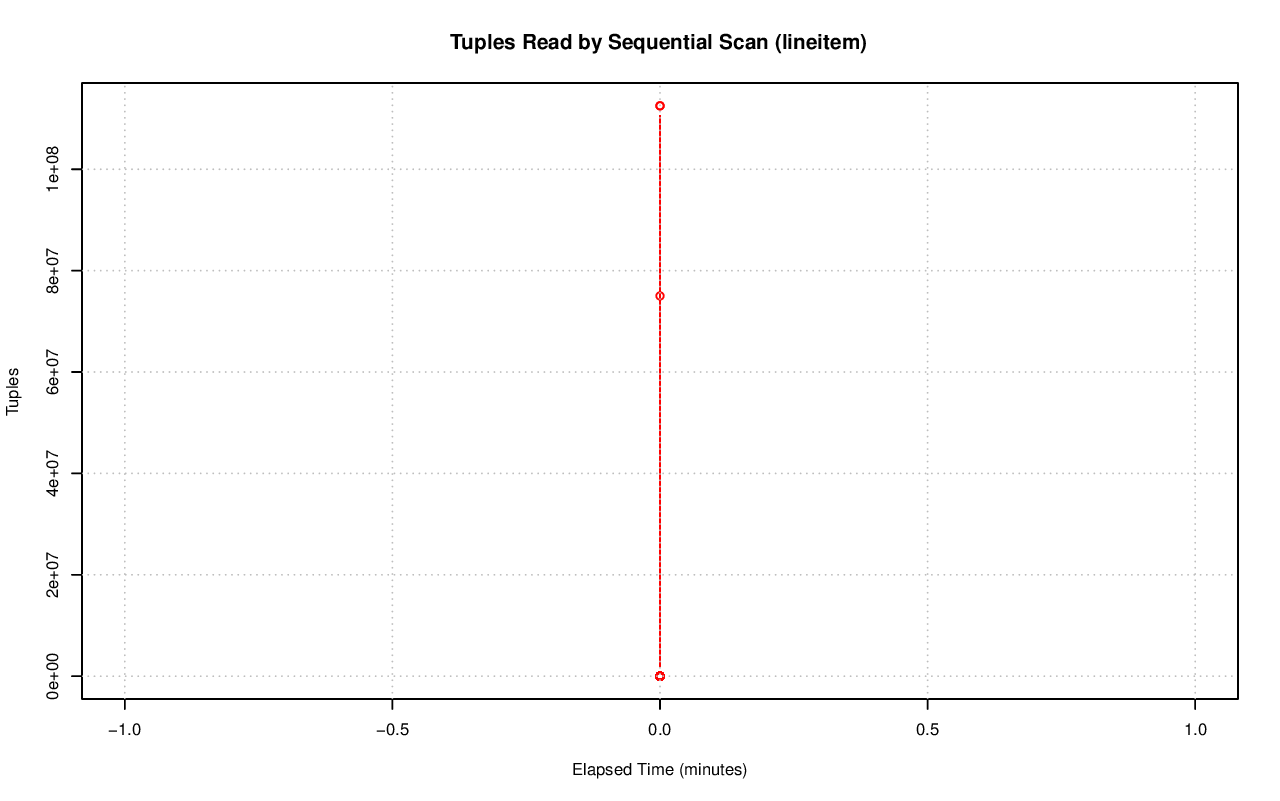 Tuples Read by Sequential Scan (lineitem)
1e+08
8e+07
6e+07
4e+07
2e+07
0e+00
Tuples
−1.0
−0.5
0.0
0.5
1.0
Elapsed Time (minutes)